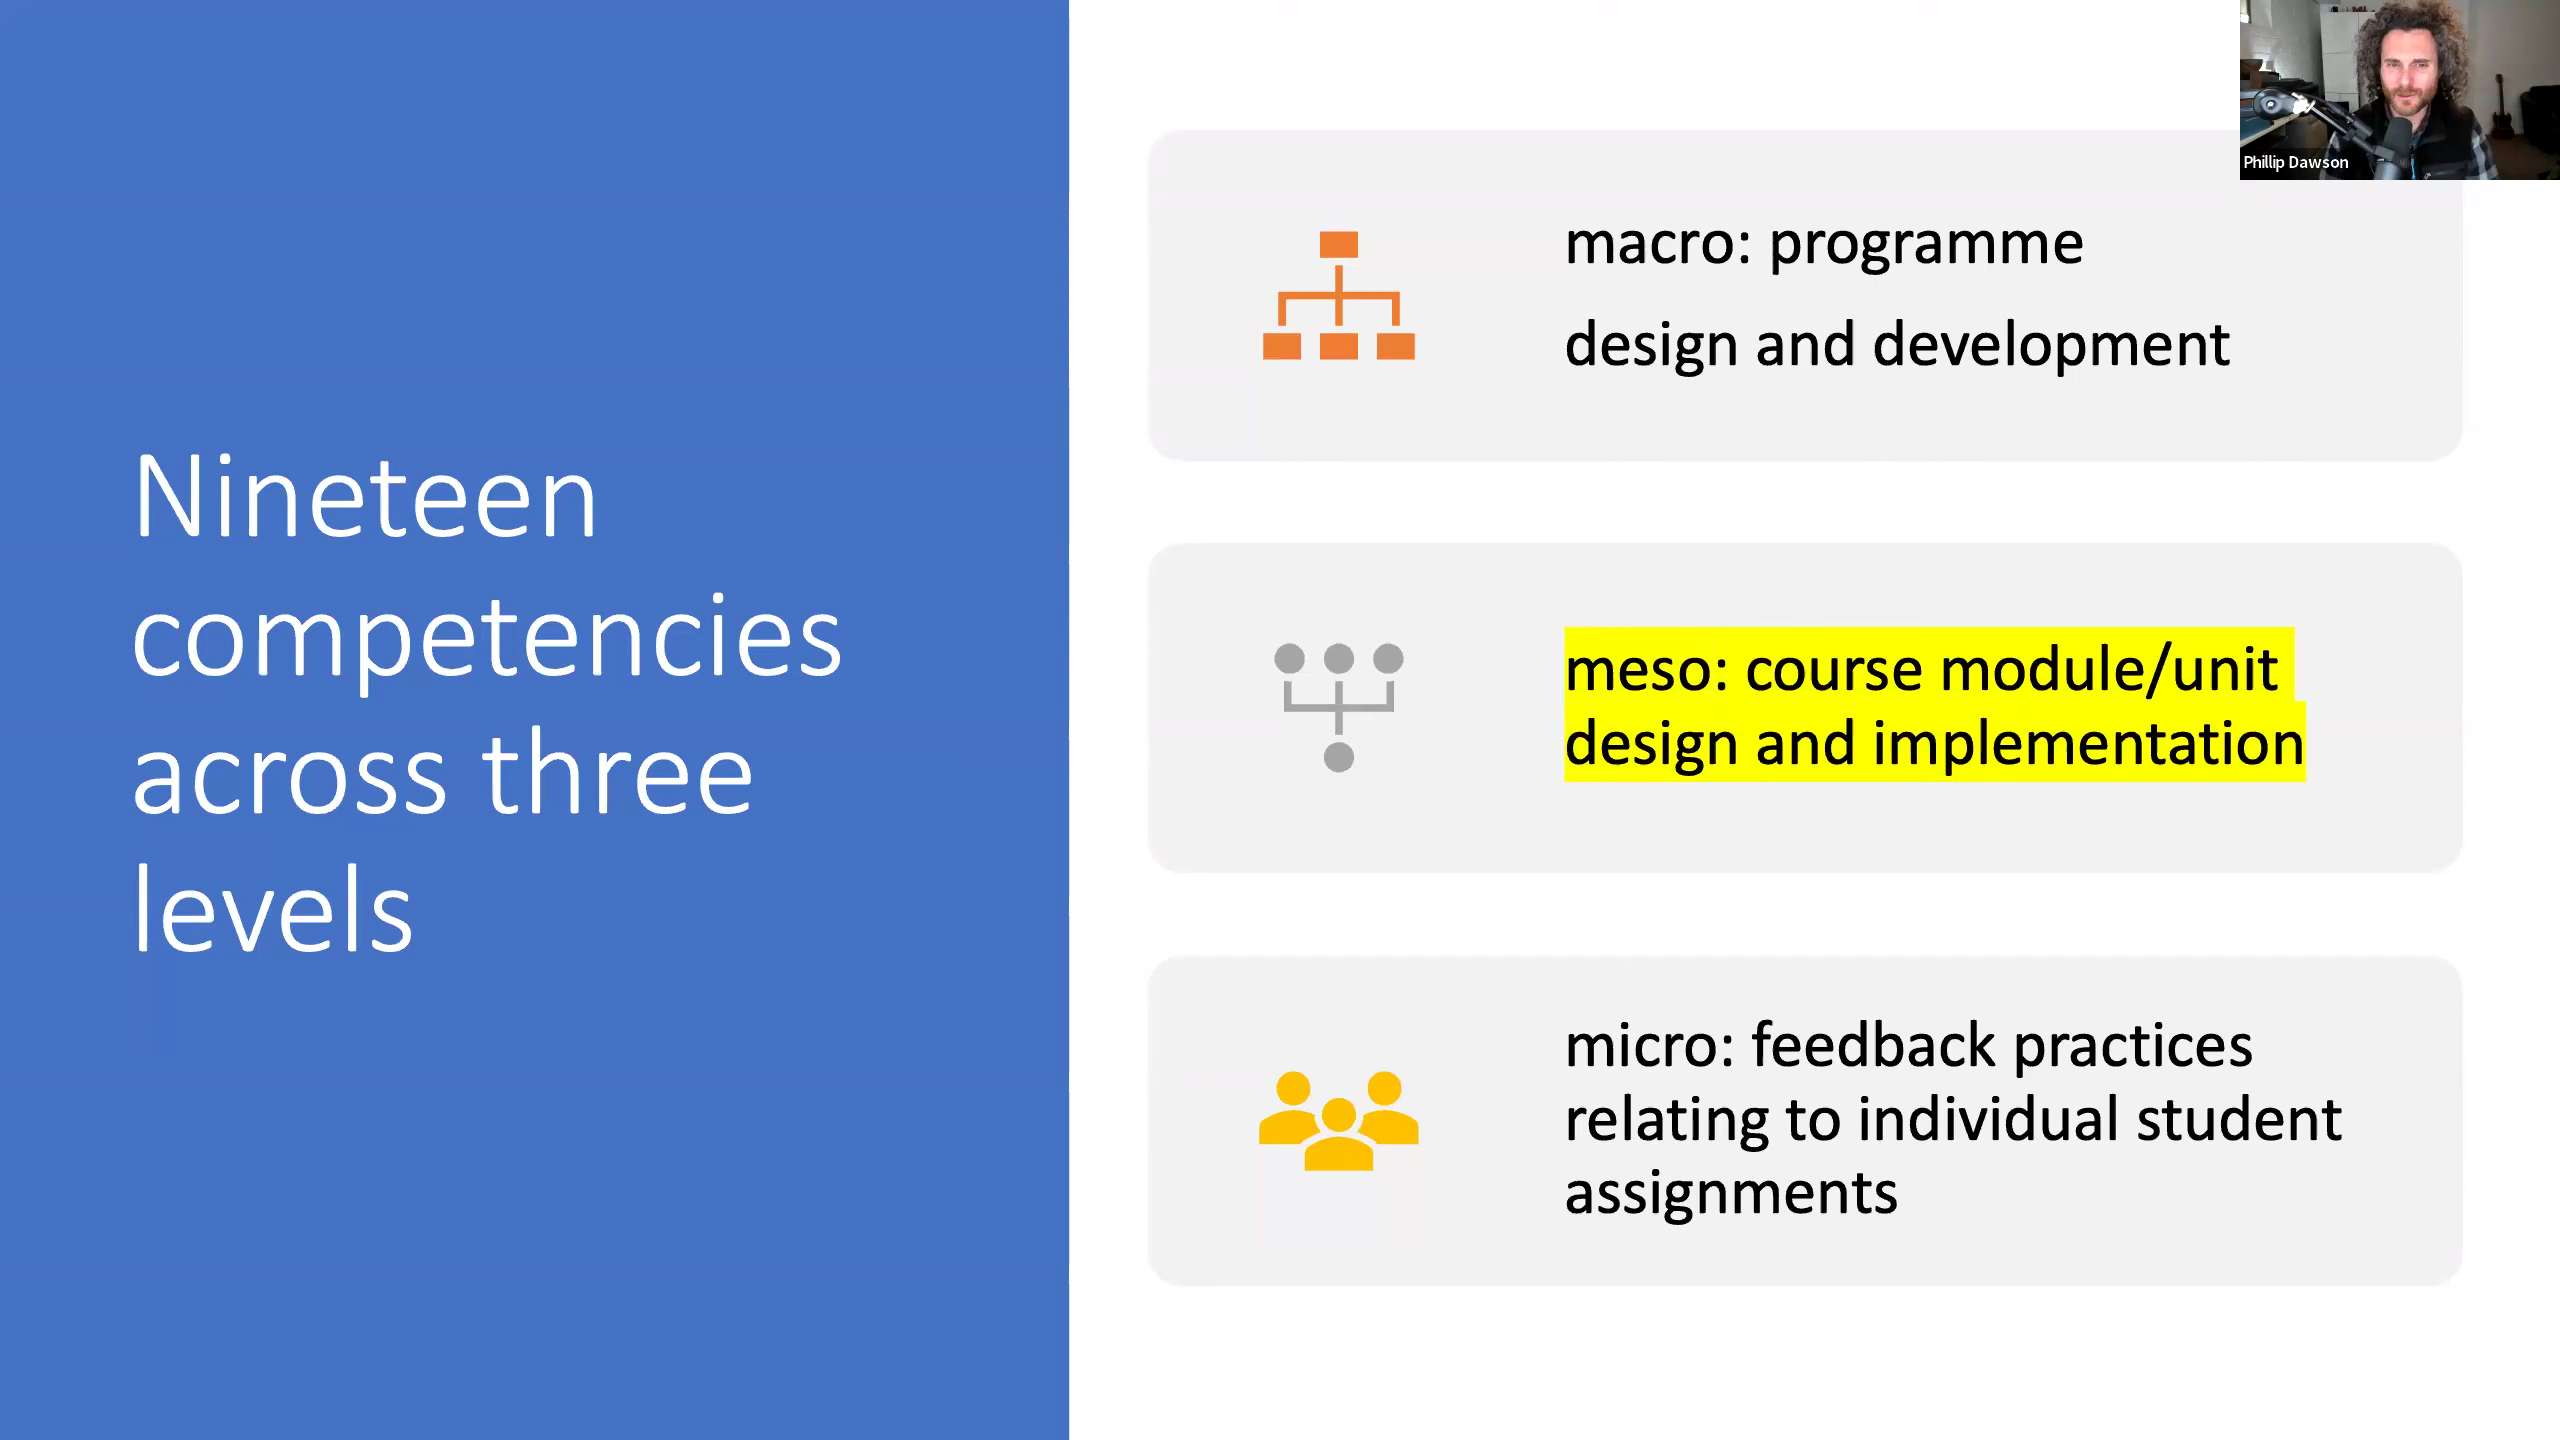 Nineteen
competencies
across three
levels
macro: programme
design and development
meso: course module/unit
design and implementation
micro: feedback practices
relating to individual student
assignments
Phillip Dawson